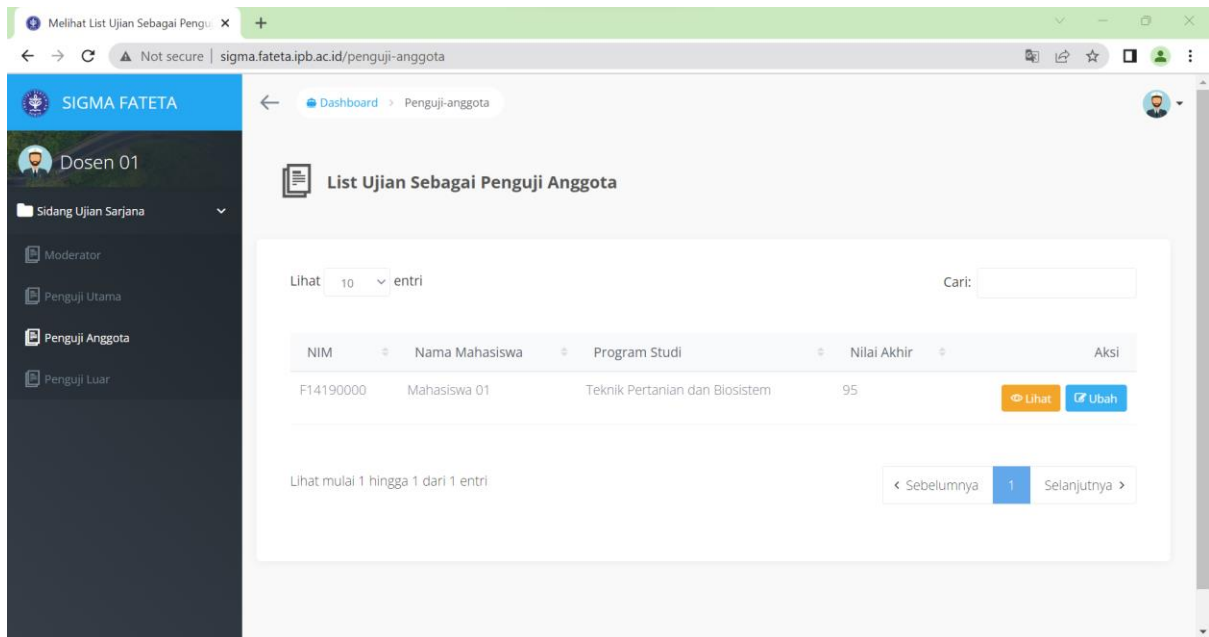 Melihat List Ujian Sebagai Pengu
Not secure | sigma.fateta.ipb.ac.id/penguji-anggota
SIGMA FATETA
Dashboard > Penguji-anggota
Dosen 01
Sidang Ujian Sarjana
Moderator
Penguji Utama
Penguji Anggota
Penguji Luar
List Ujian Sebagai Penguji Anggota
Lihat 10 entri Cari:
NIM Nama Mahasiswa Program Studi Nilai Akhir Aksi
F14190000 Mahasiswa 01 Teknik Pertanian dan Biosistem 95 Lihat Ubah
Lihat mulai 1 hingga 1 dari 1 entri
Sebelumnya 1 Selanjutnya